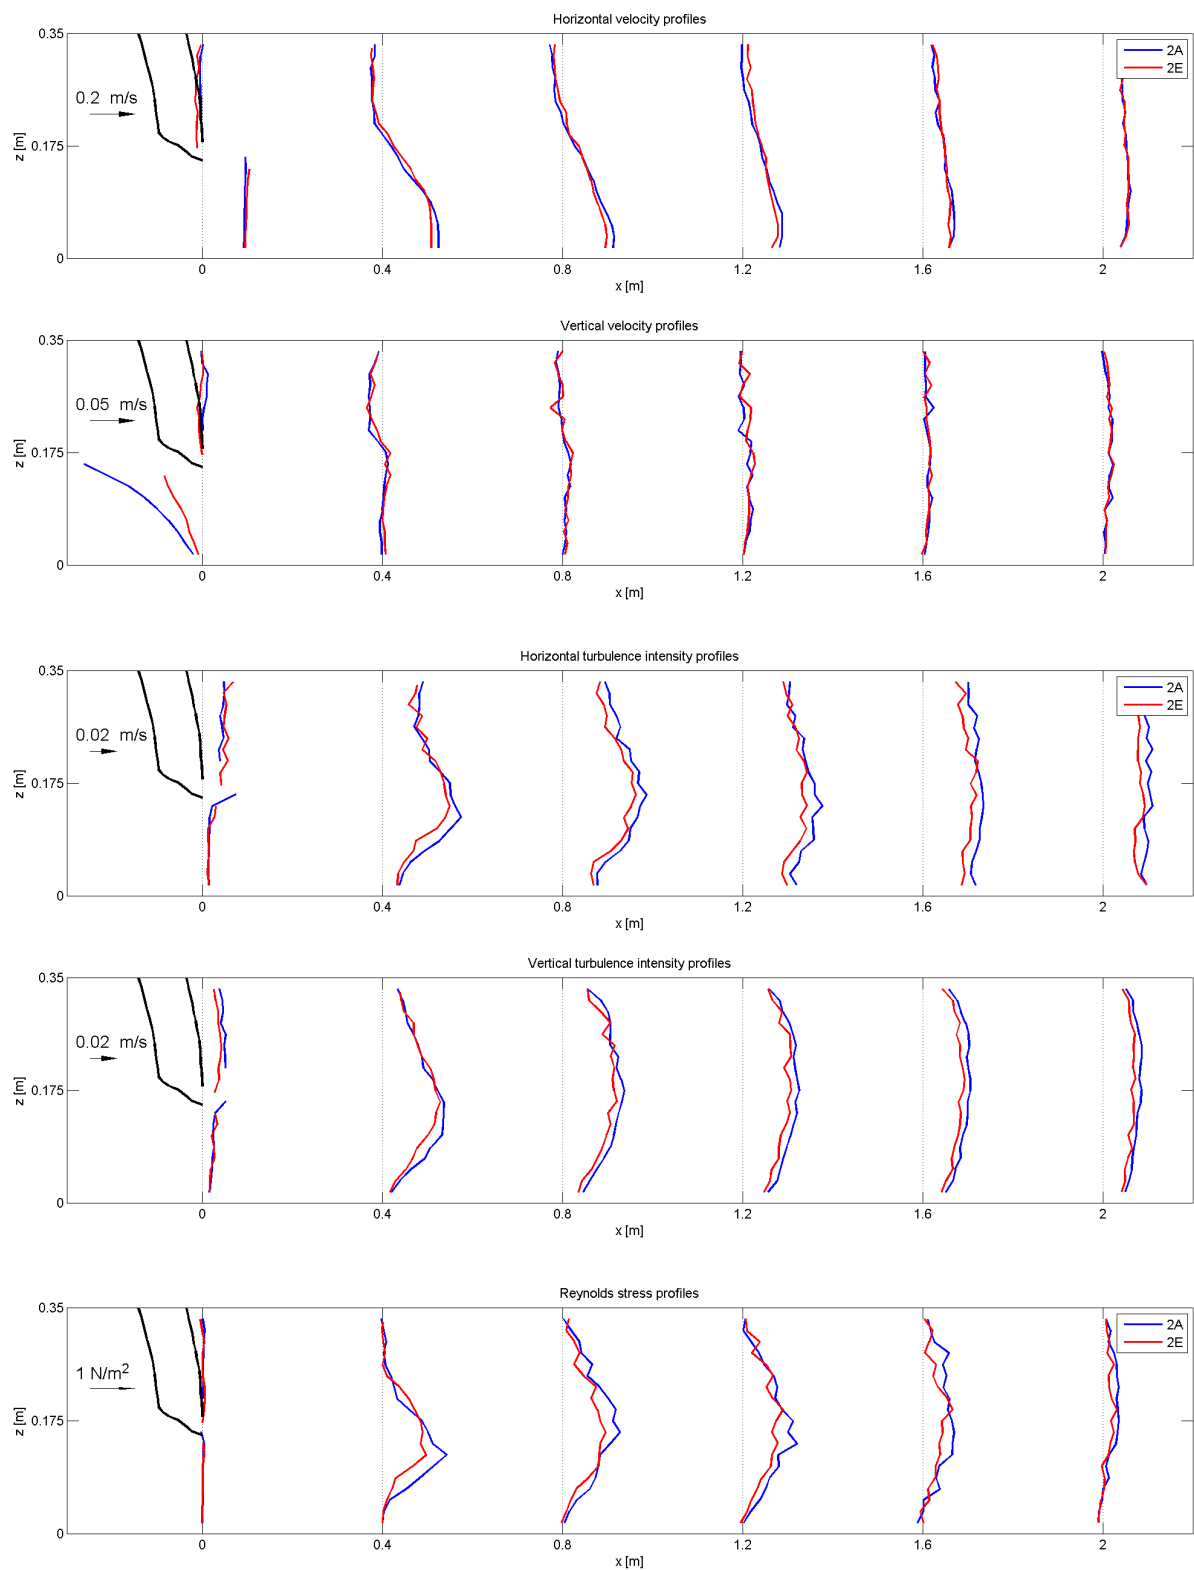 Horizontal velocity profiles
0.35
2A
2E
0.2 m/s
0.175
z [m]
0
0 0.4 0.8 1.2 1.6 2
x [m]
Vertical velocity profiles
0.35
0.05 m/s
0.175
z [m]
0
0 0.4 0.8 1.2 1.6 2
x [m]
Horizontal turbulence intensity profiles
0.35
2A
2E
0.02 m/s
0.175
z [m]
0
0 0.4 0.8 1.2 1.6 2
x [m]
Vertical turbulence intensity profiles
0.35
0.02 m/s
0.175
z [m]
0
0 0.4 0.8 1.2 1.6 2
x [m]
Reynolds stress profiles
0.35
2A
2E
1 N/m²
0.175
z [m]
0
0 0.4 0.8 1.2 1.6 2
x [m]